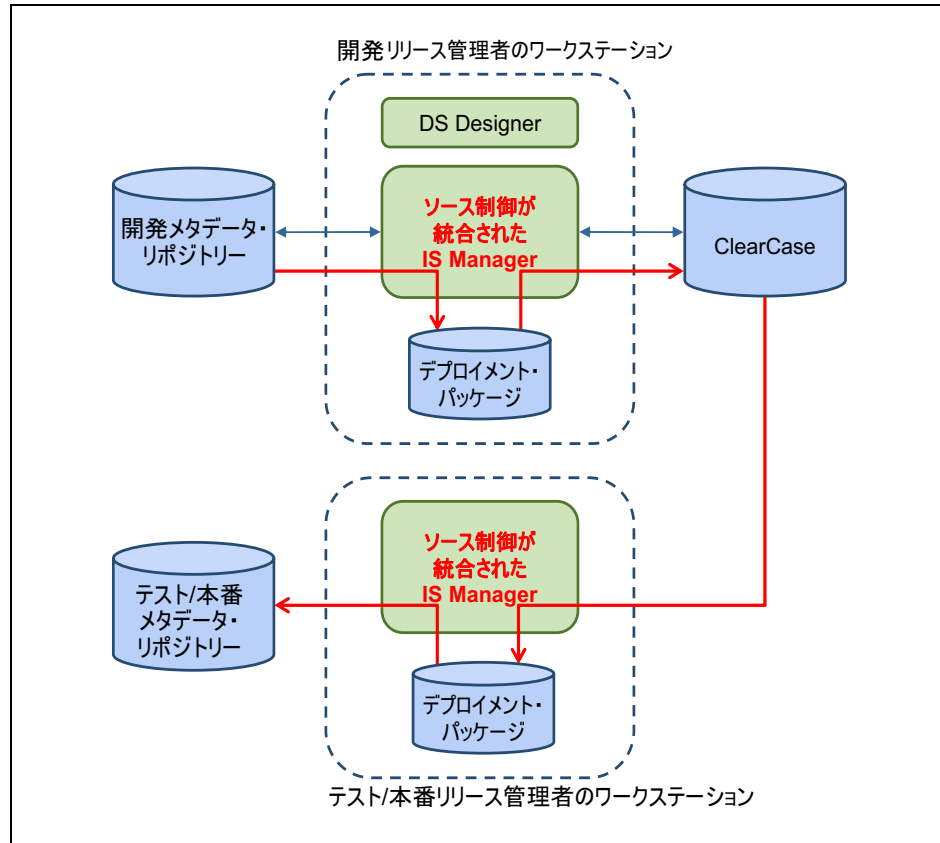 開発リリース管理者のワークステーション
DS Designer
開発メタデータ・
リポジトリー
ソース制御が
統合された
IS Manager
ClearCase
デプロイメント・
パッケージ
ソース制御が
統合された
IS Manager
テスト/本番
メタデータ・
リポジトリー
デプロイメント・
パッケージ
テスト/本番リリース管理者のワークステーション